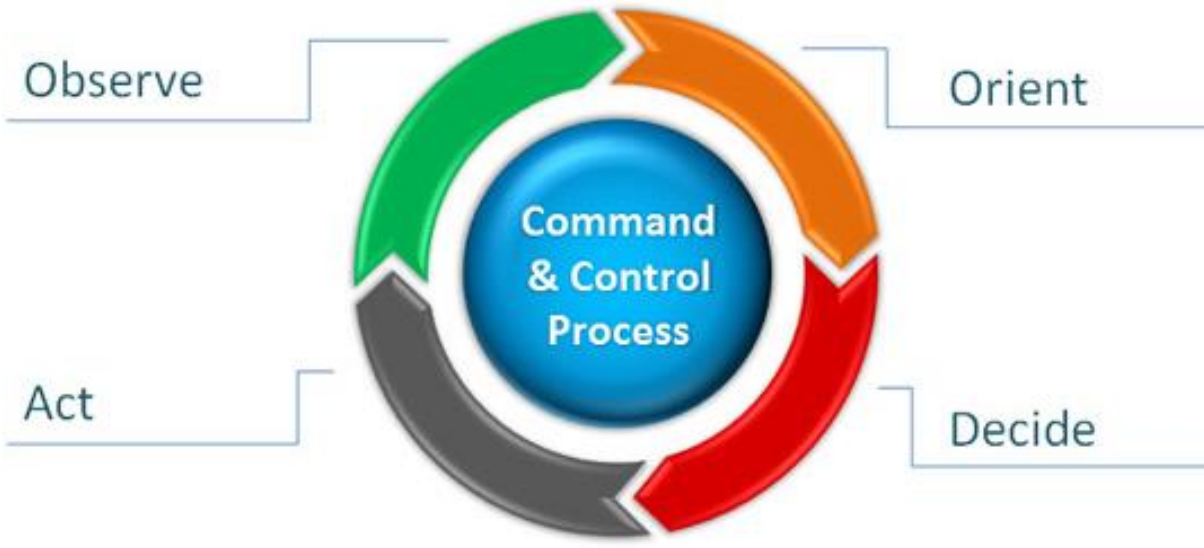 Observe
Orient
Command
& Control
Process
Act
Decide